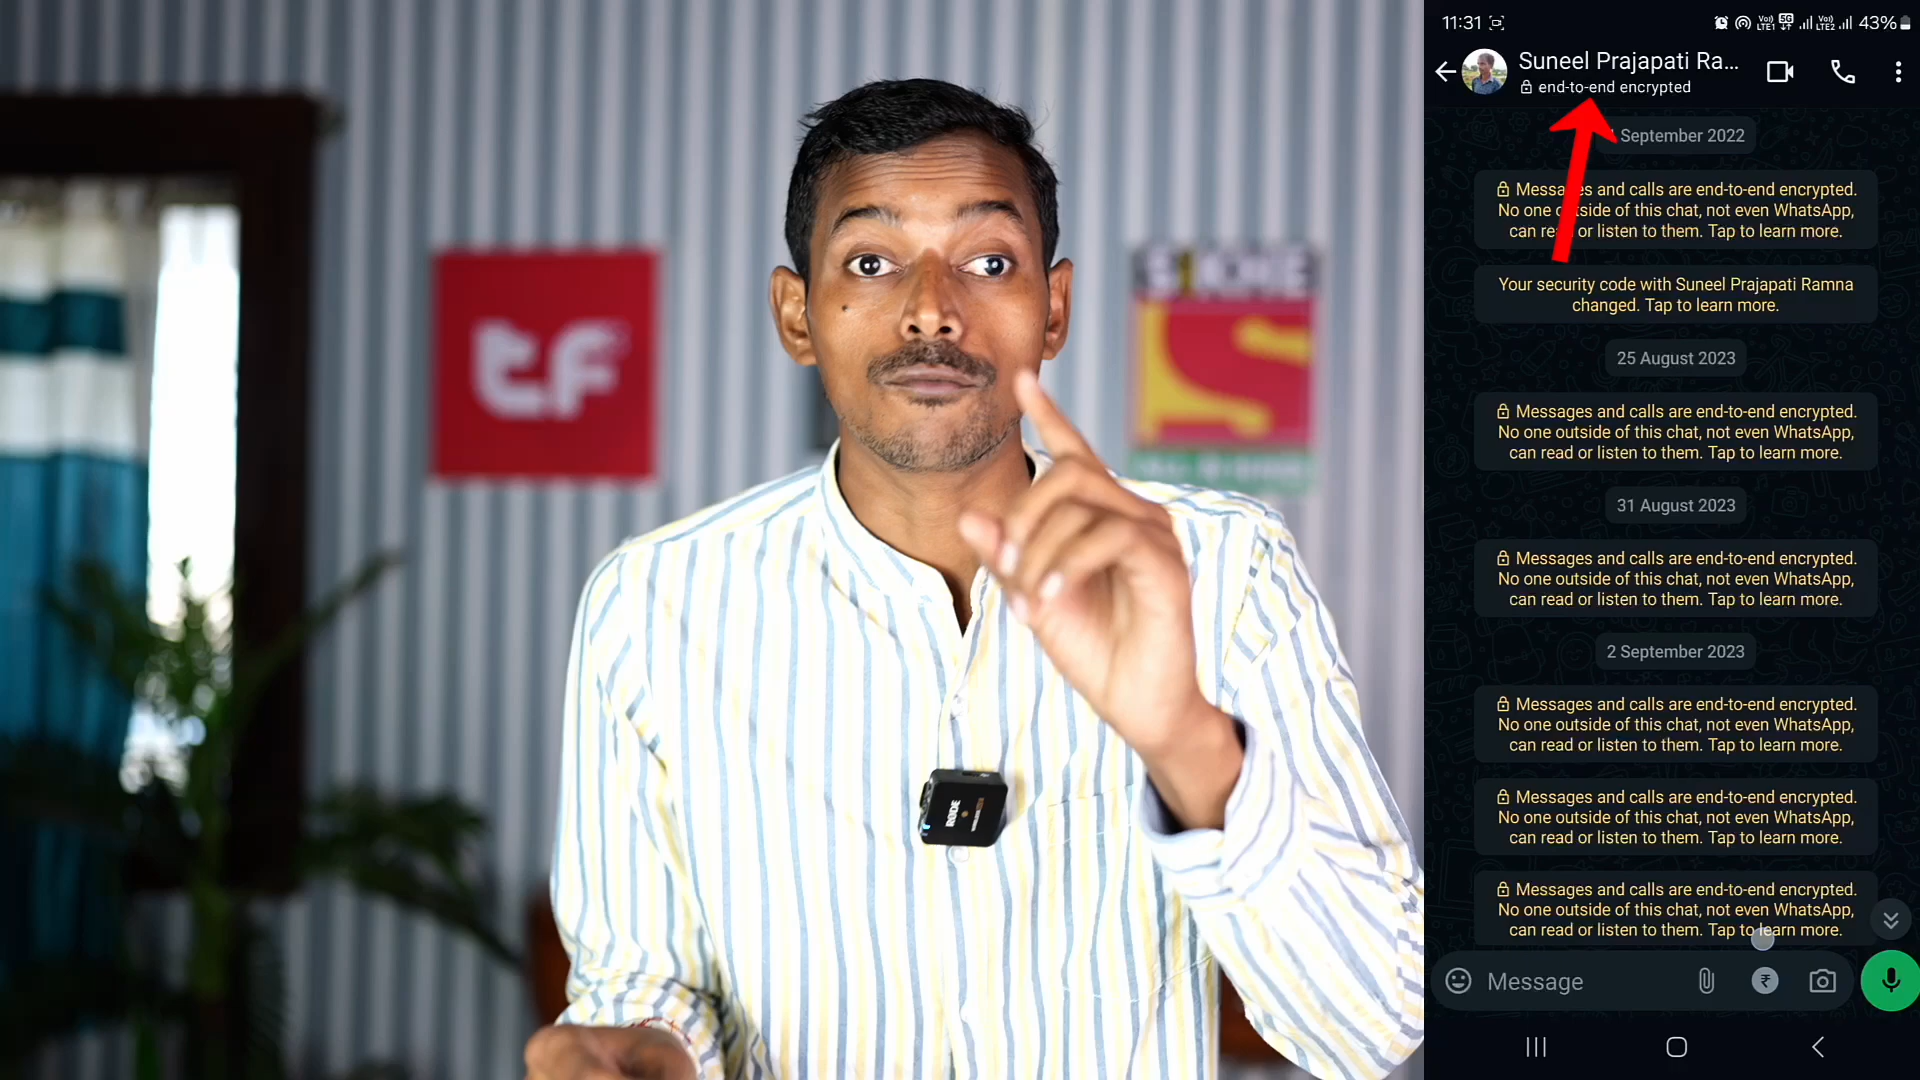 tF
RØDE
11:31
Vo)) LTE1 5G Vo)) LTE2 43%
Suneel Prajapati Ra...
end-to-end encrypted
September 2022
Messages and calls are end-to-end encrypted.
No one outside of this chat, not even WhatsApp,
can read or listen to them. Tap to learn more.
Your security code with Suneel Prajapati Ramna
changed. Tap to learn more.
25 August 2023
Messages and calls are end-to-end encrypted.
No one outside of this chat, not even WhatsApp,
can read or listen to them. Tap to learn more.
31 August 2023
Messages and calls are end-to-end encrypted.
No one outside of this chat, not even WhatsApp,
can read or listen to them. Tap to learn more.
2 September 2023
Messages and calls are end-to-end encrypted.
No one outside of this chat, not even WhatsApp,
can read or listen to them. Tap to learn more.
Messages and calls are end-to-end encrypted.
No one outside of this chat, not even WhatsApp,
can read or listen to them. Tap to learn more.
Messages and calls are end-to-end encrypted.
No one outside of this chat, not even WhatsApp,
can read or listen to them. Tap to learn more.
Message
₹